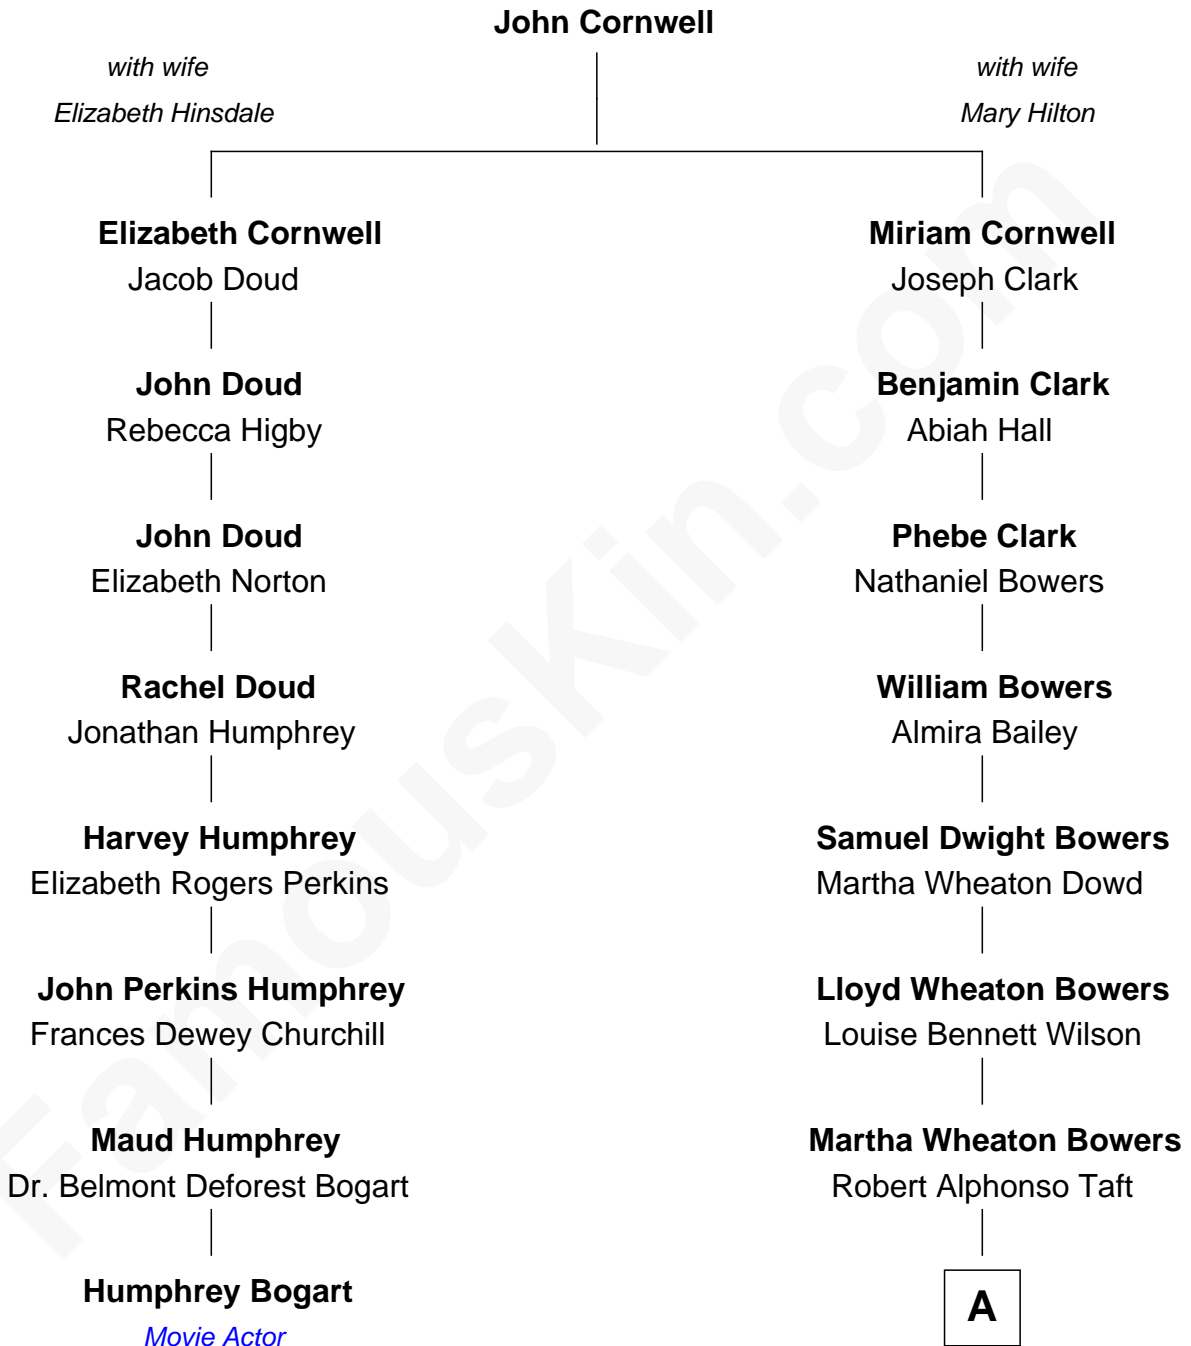 John Cornwell
with wife
Elizabeth Hinsdale
with wife
Mary Hilton
Elizabeth Cornwell
Jacob Doud
Miriam Cornwell
Joseph Clark
John Doud
Rebecca Higby
Benjamin Clark
Abiah Hall
John Doud
Elizabeth Norton
Phebe Clark
Nathaniel Bowers
Rachel Doud
Jonathan Humphrey
William Bowers
Almira Bailey
Harvey Humphrey
Elizabeth Rogers Perkins
Samuel Dwight Bowers
Martha Wheaton Dowd
John Perkins Humphrey
Frances Dewey Churchill
Lloyd Wheaton Bowers
Louise Bennett Wilson
Maud Humphrey
Dr. Belmont Deforest Bogart
Martha Wheaton Bowers
Robert Alphonso Taft
Humphrey Bogart
Movie Actor
A
FamousKin.com